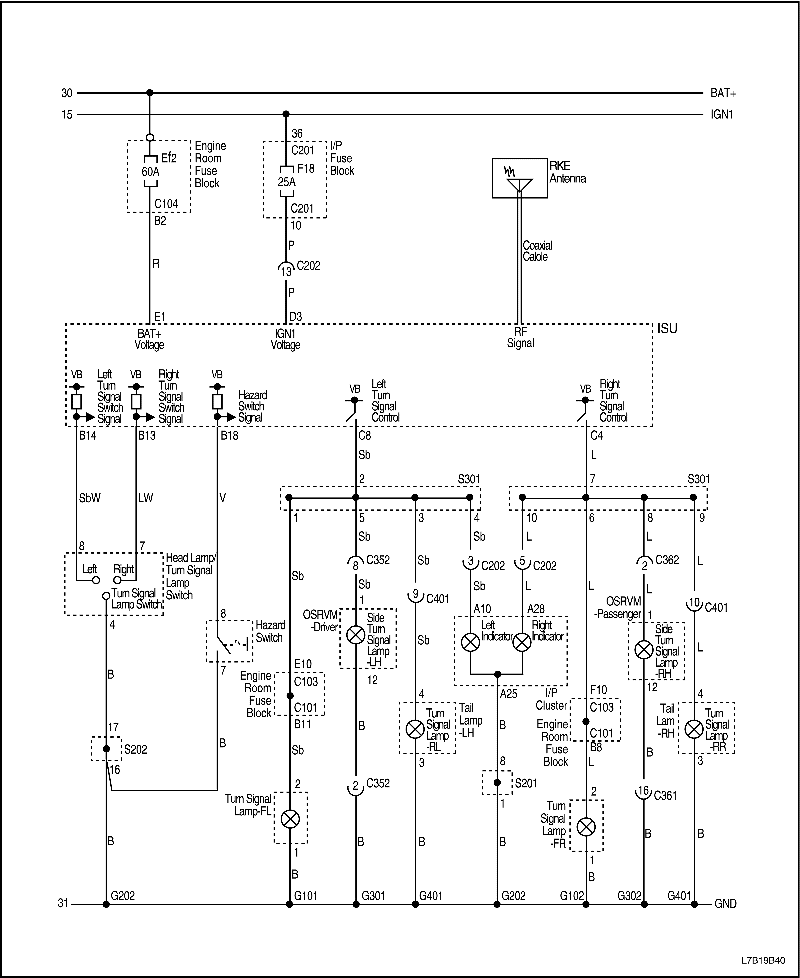 30
BAT+
15
IGN1
Ef2
60A
C104
B2
Engine
Room
Fuse
Block
36
C201
F18
25A
C201
10
I/P
Fuse
Block
RKE
Antenna
P
13
C202
P
R
Coaxial
Calole
E1
D3
ISU
BAT+
Voltage
IGN1
Voltage
RF
Signal
VB
Left
Turn
Signal
Switch
Signal
VB
Right
Turn
Signal
Switch
Signal
VB
Hazard
Switch
Signal
VB
Left
Turn
Signal
Control
VB
Right
Turn
Signal
Control
B14
B13
B18
C8
C4
Sb
L
2
S301
7
S301
SbW
LW
V
1
5
3
4
10
6
8
9
8
7
Left
Right
Turn Signal
Lamp Switch
4
Head Lamp/
Turn Signal
Lamp
Switch
Sb
Sb
Sb
Sb
L
L
L
L
8
C352
3
C202
5
C202
2
C362
Sb
Sb
L
9
C401
10
C401
8
Hazard
Switch
7
OSRVM
-Driver
1
Side
Turn
Signal
Lamp
-LH
12
A10
A28
Left
Indicator
Right
Indicator
A25
I/P
Cluster
OSRVM
-Passenger
1
Side
Turn
Signal
Lamp
-RH
12
Sb
L
B
Engine
Room
Fuse
Block
E10
C103
C101
B11
4
Turn
Signal
Lamp
-RL
3
Tail
Lamp
-LH
F10
C103
C101
B8
Engine
Room
Fuse
Block
Tail
Lam
-RH
4
Turn
Signal
Lamp
-RR
3
17
S202
16
B
Sb
B
B
L
B
2
C352
8
S201
1
16
C361
2
Turn Signal
Lamp-FL
1
Turn
Signal
Lamp
-FR
2
1
B
B
B
B
B
B
B
B
31
G202
G101
G301
G401
G202
G102
G302
G401
GND
L7B19B40